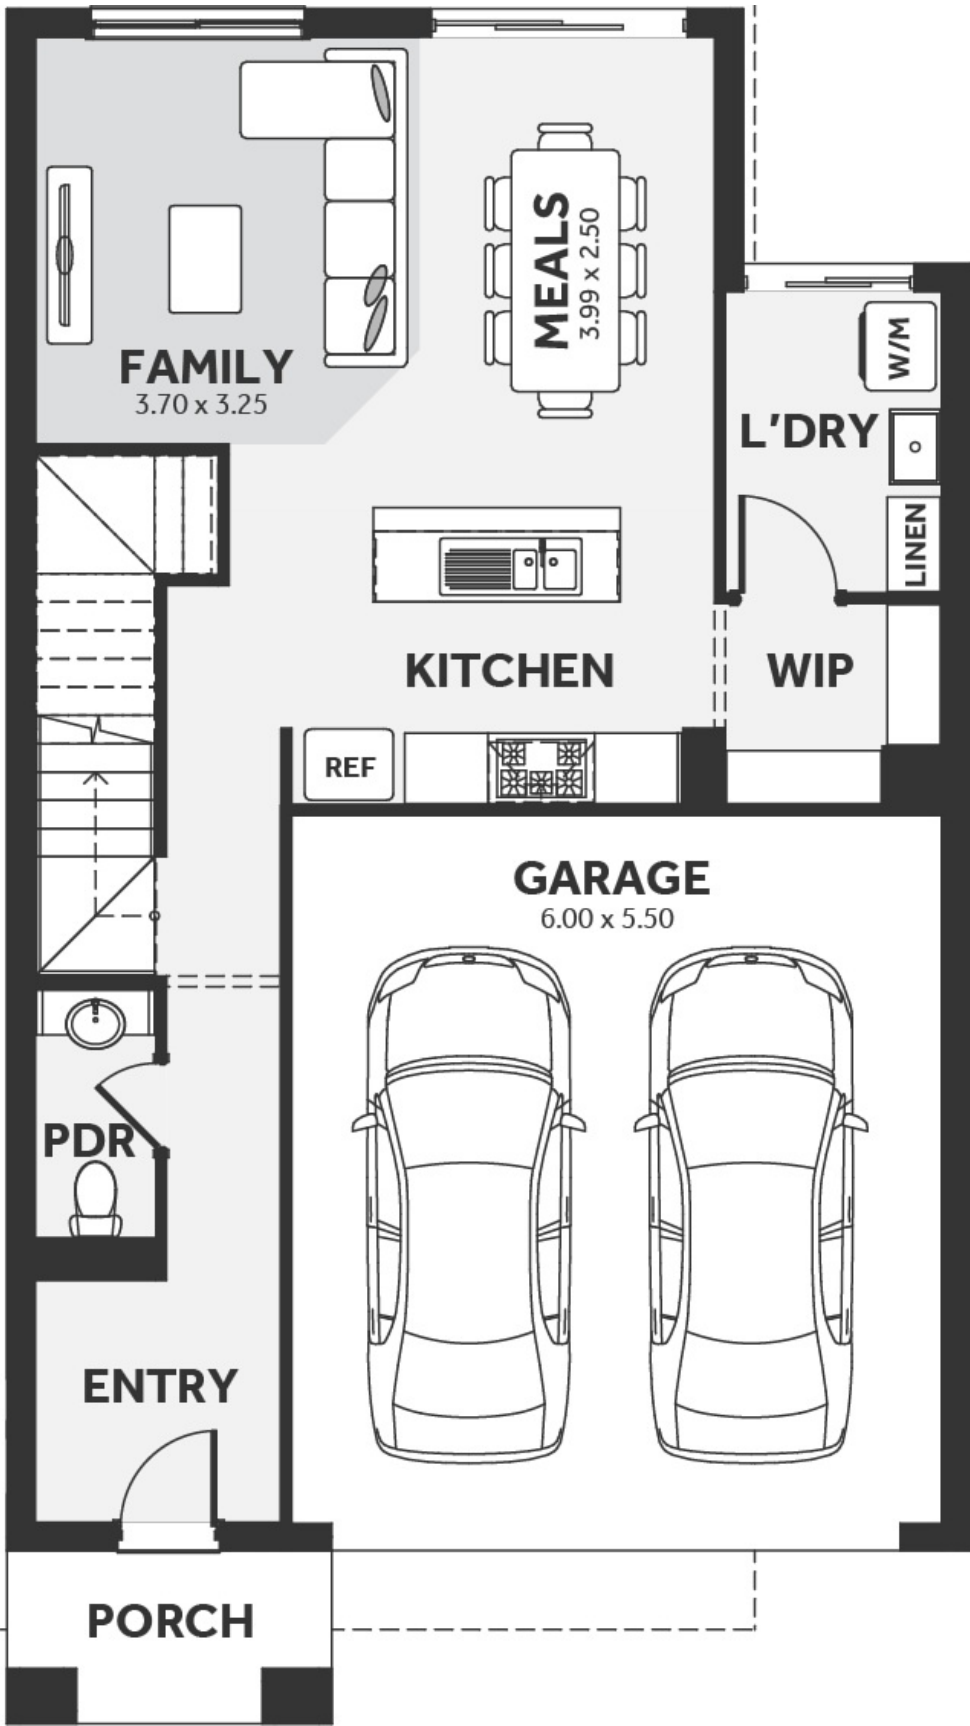 MEALS
3.99 x 2.50
FAMILY
3.70 x 3.25
W/M
L'DRY
LINEN
KITCHEN
WIP
REF
GARAGE
6.00 x 5.50
PDR
ENTRY
PORCH